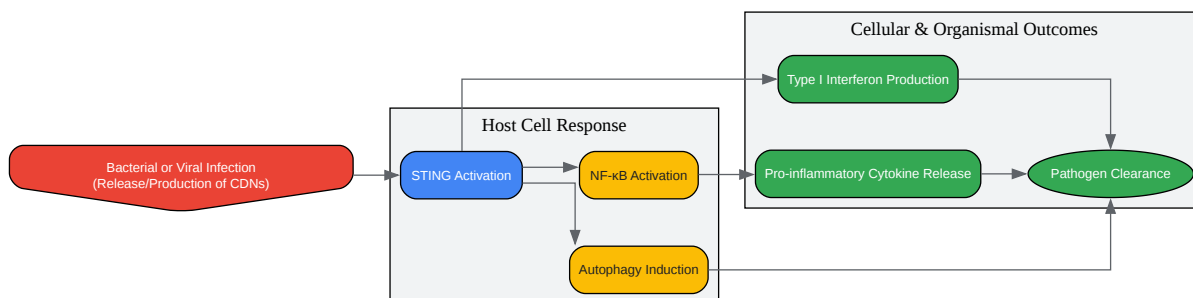 Cellular & Organismal Outcomes
Type I Interferon Production
Host Cell Response
Bacterial or Viral Infection
(Release/Production of CDNs)
STING Activation
NF-κB Activation
Pro-inflammatory Cytokine Release
Pathogen Clearance
Autophagy Induction